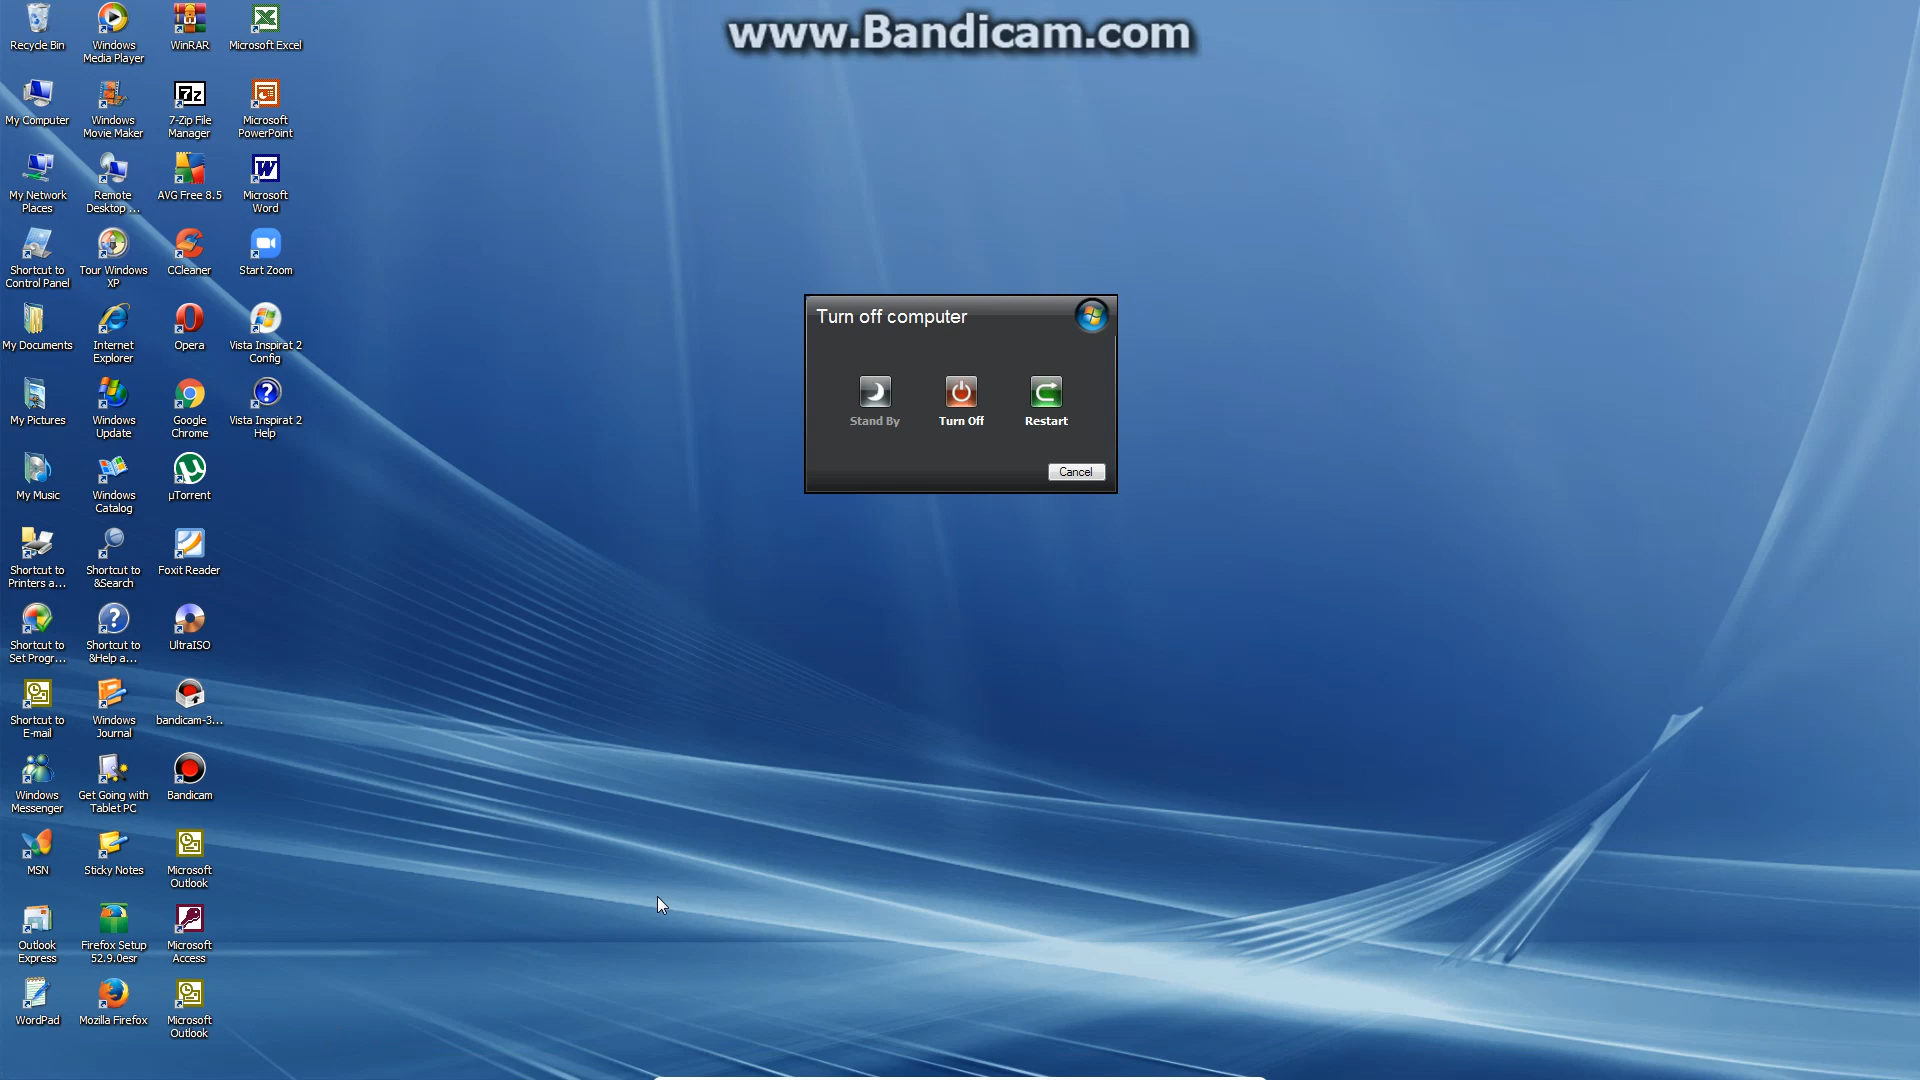 www.Bandicam.com
Recycle Bin
Windows
Media Player
WinRAR
Microsoft Excel
My Computer
Windows
Movie Maker
7-Zip File
Manager
Microsoft
PowerPoint
My Network
Places
Remote
Desktop ...
AVG Free 8.5
Microsoft
Word
Shortcut to
Control Panel
Tour Windows
XP
CCleaner
Start Zoom
My Documents
Internet
Explorer
Opera
Vista Inspirat 2
Config
My Pictures
Windows
Update
Google
Chrome
Vista Inspirat 2
Help
My Music
Windows
Catalog
µTorrent
Shortcut to
Printers a...
Shortcut to
&Search
Foxit Reader
Shortcut to
Set Progr...
Shortcut to
&Help a...
UltraISO
Shortcut to
E-mail
Windows
Journal
bandicam-3...
Windows
Messenger
Get Going with
Tablet PC
Bandicam
MSN
Sticky Notes
Microsoft
Outlook
Outlook
Express
Firefox Setup
52.9.0esr
Microsoft
Access
WordPad
Mozilla Firefox
Microsoft
Outlook
Turn off computer
Stand By
Turn Off
Restart
Cancel